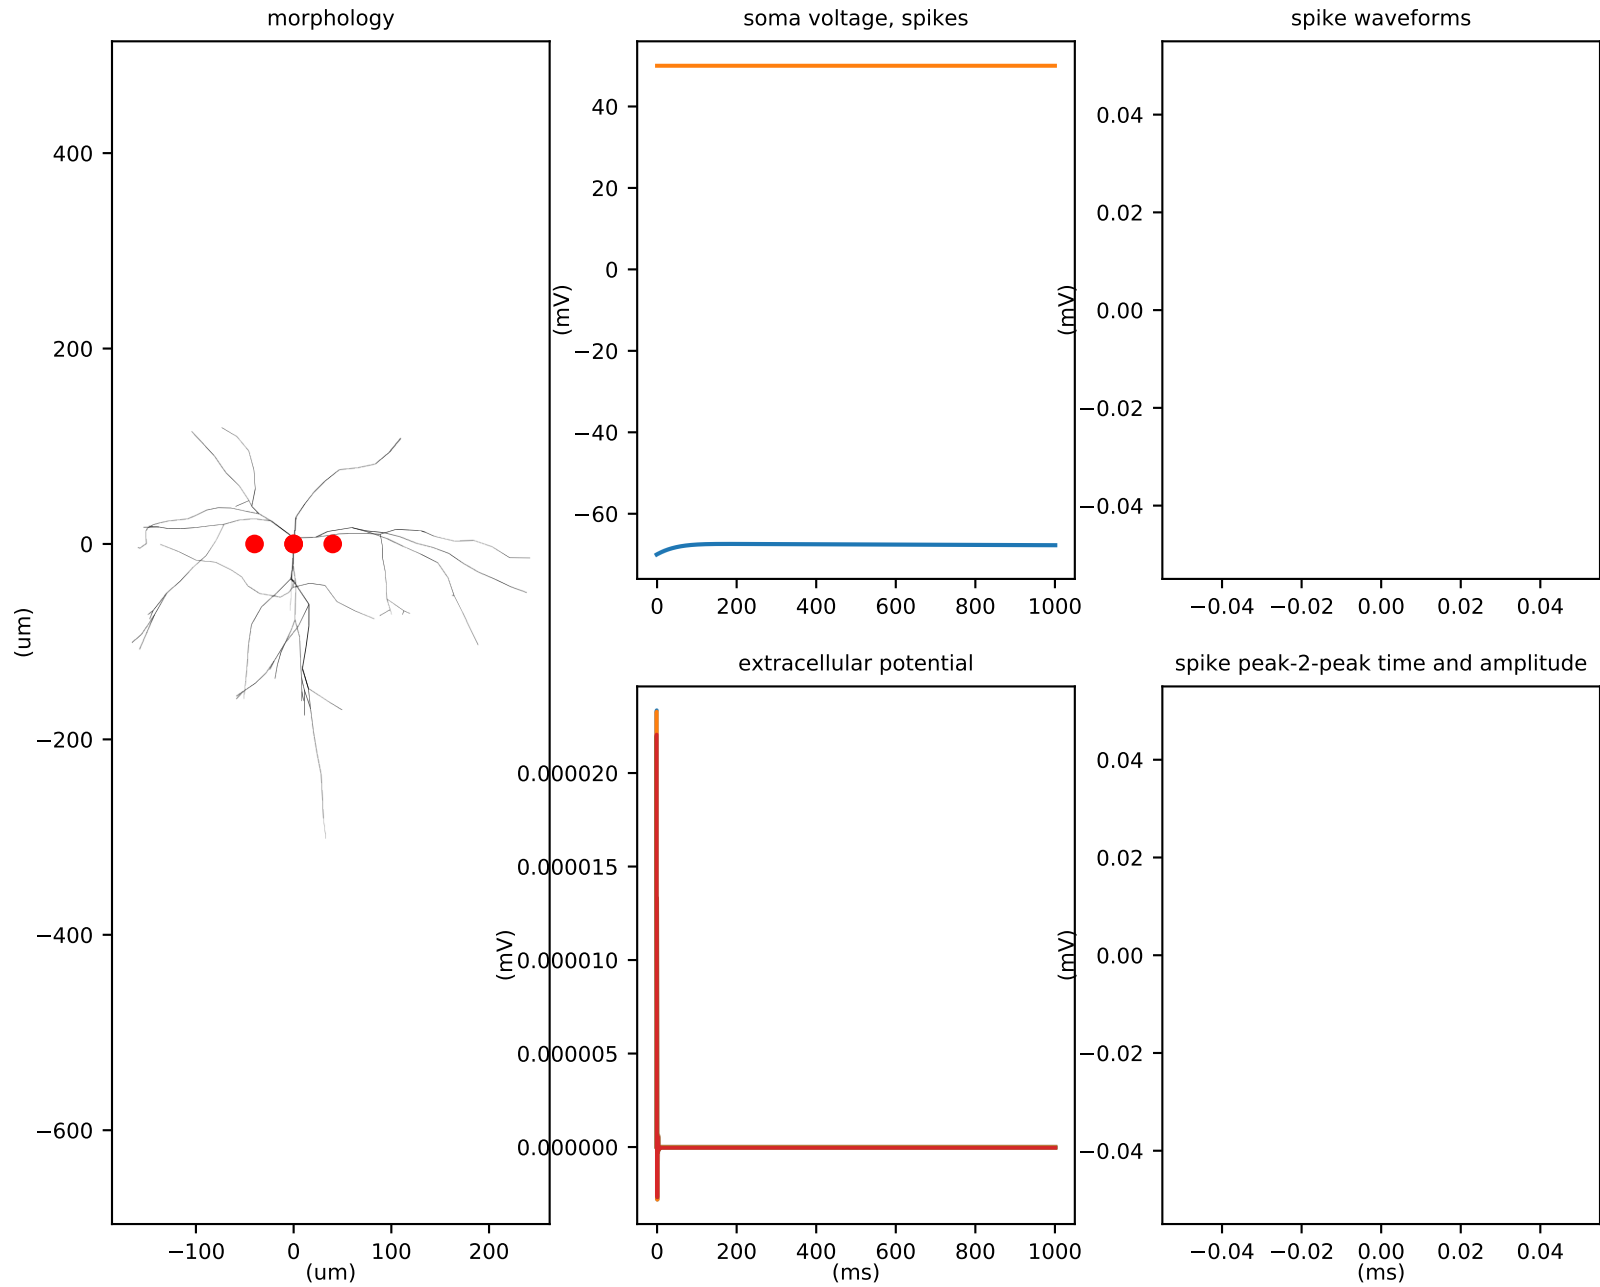 morphology
400
200
0
−200
−400
−600
(um)
−100 0 100 200
(um)
soma voltage, spikes
40
20
0
−20
−40
−60
(mV)
0 200 400 600 800 1000
spike waveforms
0.04
0.02
0.00
−0.02
−0.04
(mV)
−0.04 −0.02 0.00 0.02 0.04
extracellular potential
0.000020
0.000015
0.000010
0.000005
0.000000
(mV)
0 200 400 600 800 1000
(ms)
spike peak-2-peak time and amplitude
0.04
0.02
0.00
−0.02
−0.04
(mV)
−0.04 −0.02 0.00 0.02 0.04
(ms)